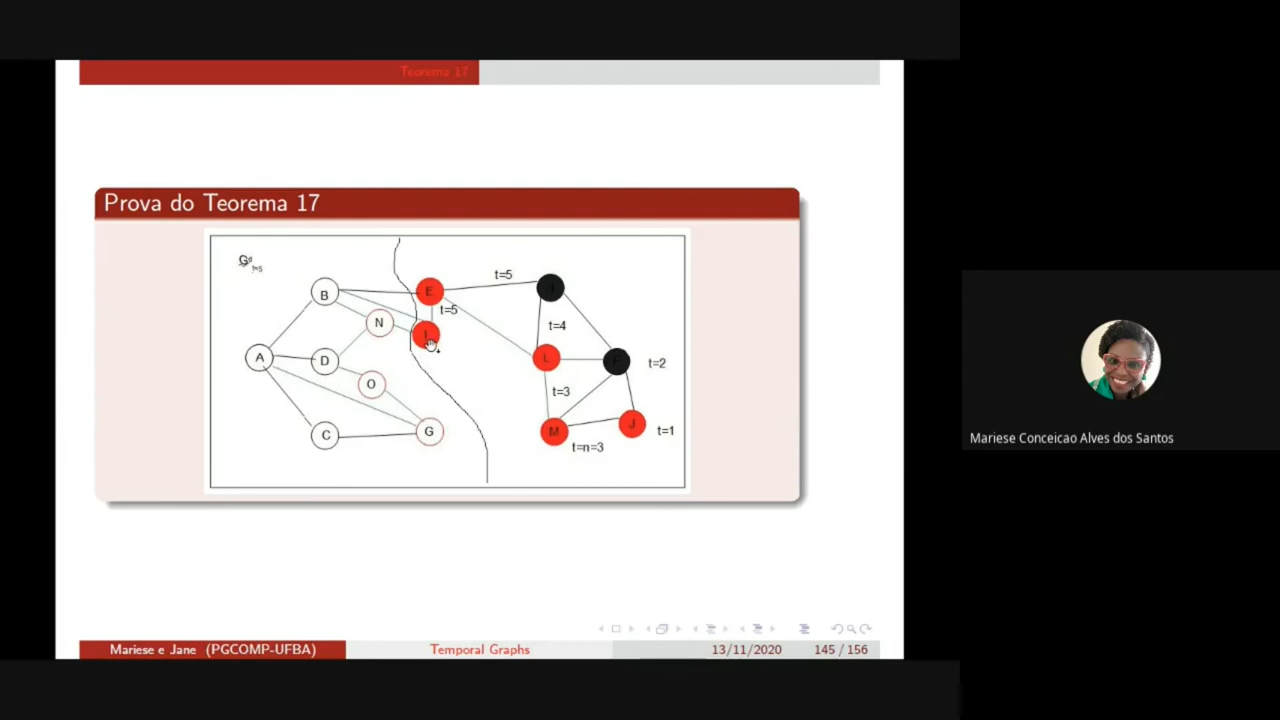 Teorema 17
Prova do Teorema 17
t=5
B
E
t=5
N
t=4
A
D
L
t=2
O
t=3
C
G
M
J
t=1
t=n=3
Mariese Conceicao Alves dos Santos
Mariese e Jane (PGCOMP-UFBA)
Temporal Graphs
13/11/2020
145 / 156